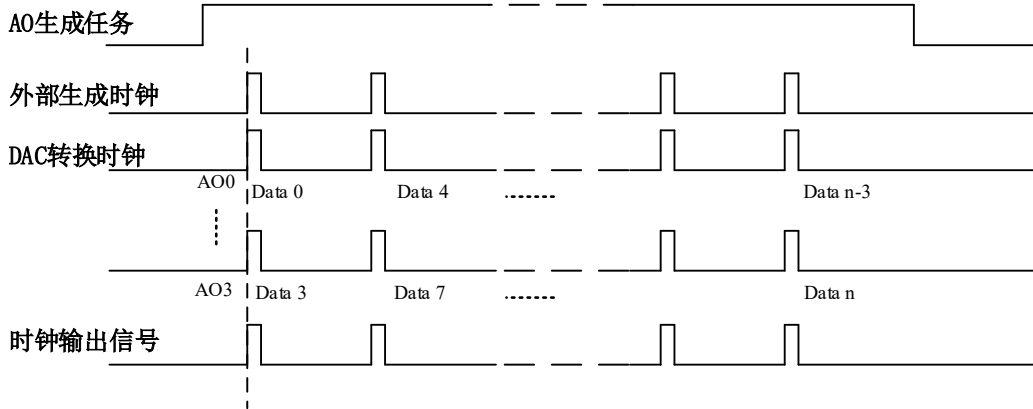 AO生成任务
外部生成时钟
DAC转换时钟
AO0 Data 0 Data 4 Data n-3
AO3 Data 3 Data 7 Data n
时钟输出信号